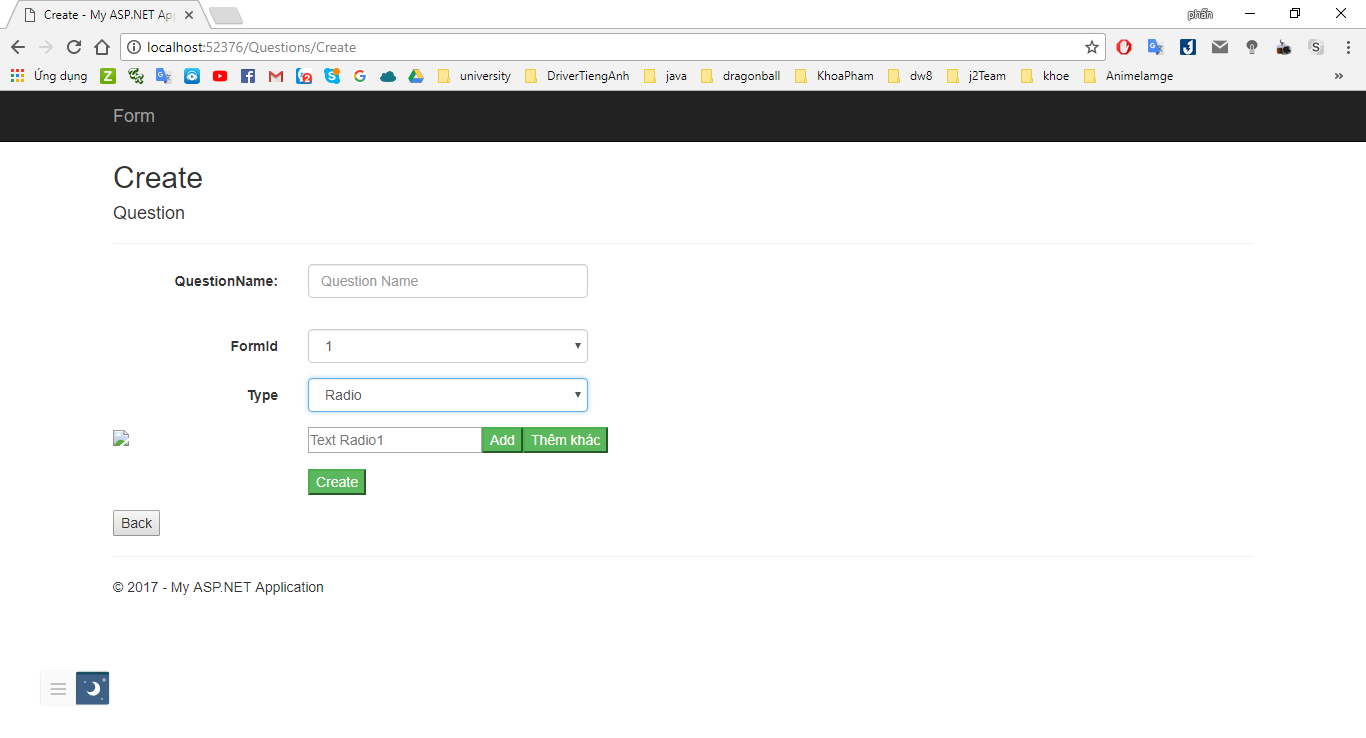 Create - My ASP.NET Ap
phấn
localhost:52376/Questions/Create
Ứng dụng university DriverTiengAnh java dragonball KhoaPham dw8 j2Team khoe Animelamge »
Form
Create
Question
QuestionName: Question Name
FormId 1
Type Radio
Text Radio1 Add Thêm khác
Create
Back
© 2017 - My ASP.NET Application